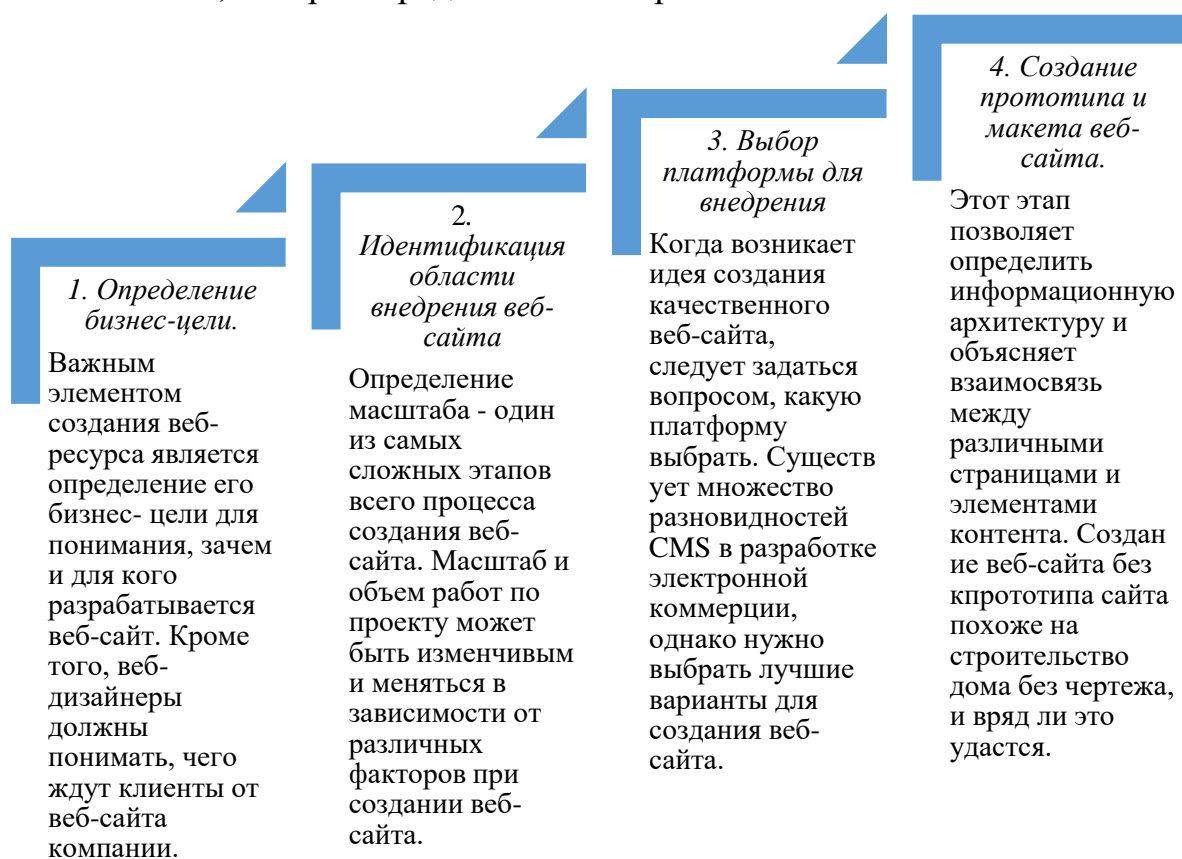 1. Определение
бизнес-цели.
Важным
элементом
создания веб-
ресурса является
определение его
бизнес- цели для
понимания, зачем
и для кого
разрабатывается
веб-сайт. Кроме
того, веб-
дизайнеры
должны
понимать, чего
ждут клиенты от
веб-сайта
компании.
2.
Идентификация
области
внедрения веб-
сайта
Определение
масштаба - один
из самых
сложных этапов
всего процесса
создания веб-
сайта. Масштаб и
объем работ по
проекту может
быть изменчивым
и меняться в
зависимости от
различных
факторов при
создании веб-
сайта.
3. Выбор
платформы для
внедрения
Когда возникает
идея создания
качественного
веб-сайта,
следует задаться
вопросом, какую
платформу
выбрать. Существ
ует множество
разновидностей
CMS в разработке
электронной
коммерции,
однако нужно
выбрать лучшие
варианты для
создания веб-
сайта.
4. Создание
прототипа и
макета веб-
сайта.
Этот этап
позволяет
определить
информационную
архитектуру и
объясняет
взаимосвязь
между
различными
страницами и
элементами
контента. Создан
ие веб-сайта без
кпрототипа сайта
похоже на
строительство
дома без чертежа,
и вряд ли это
удастся.